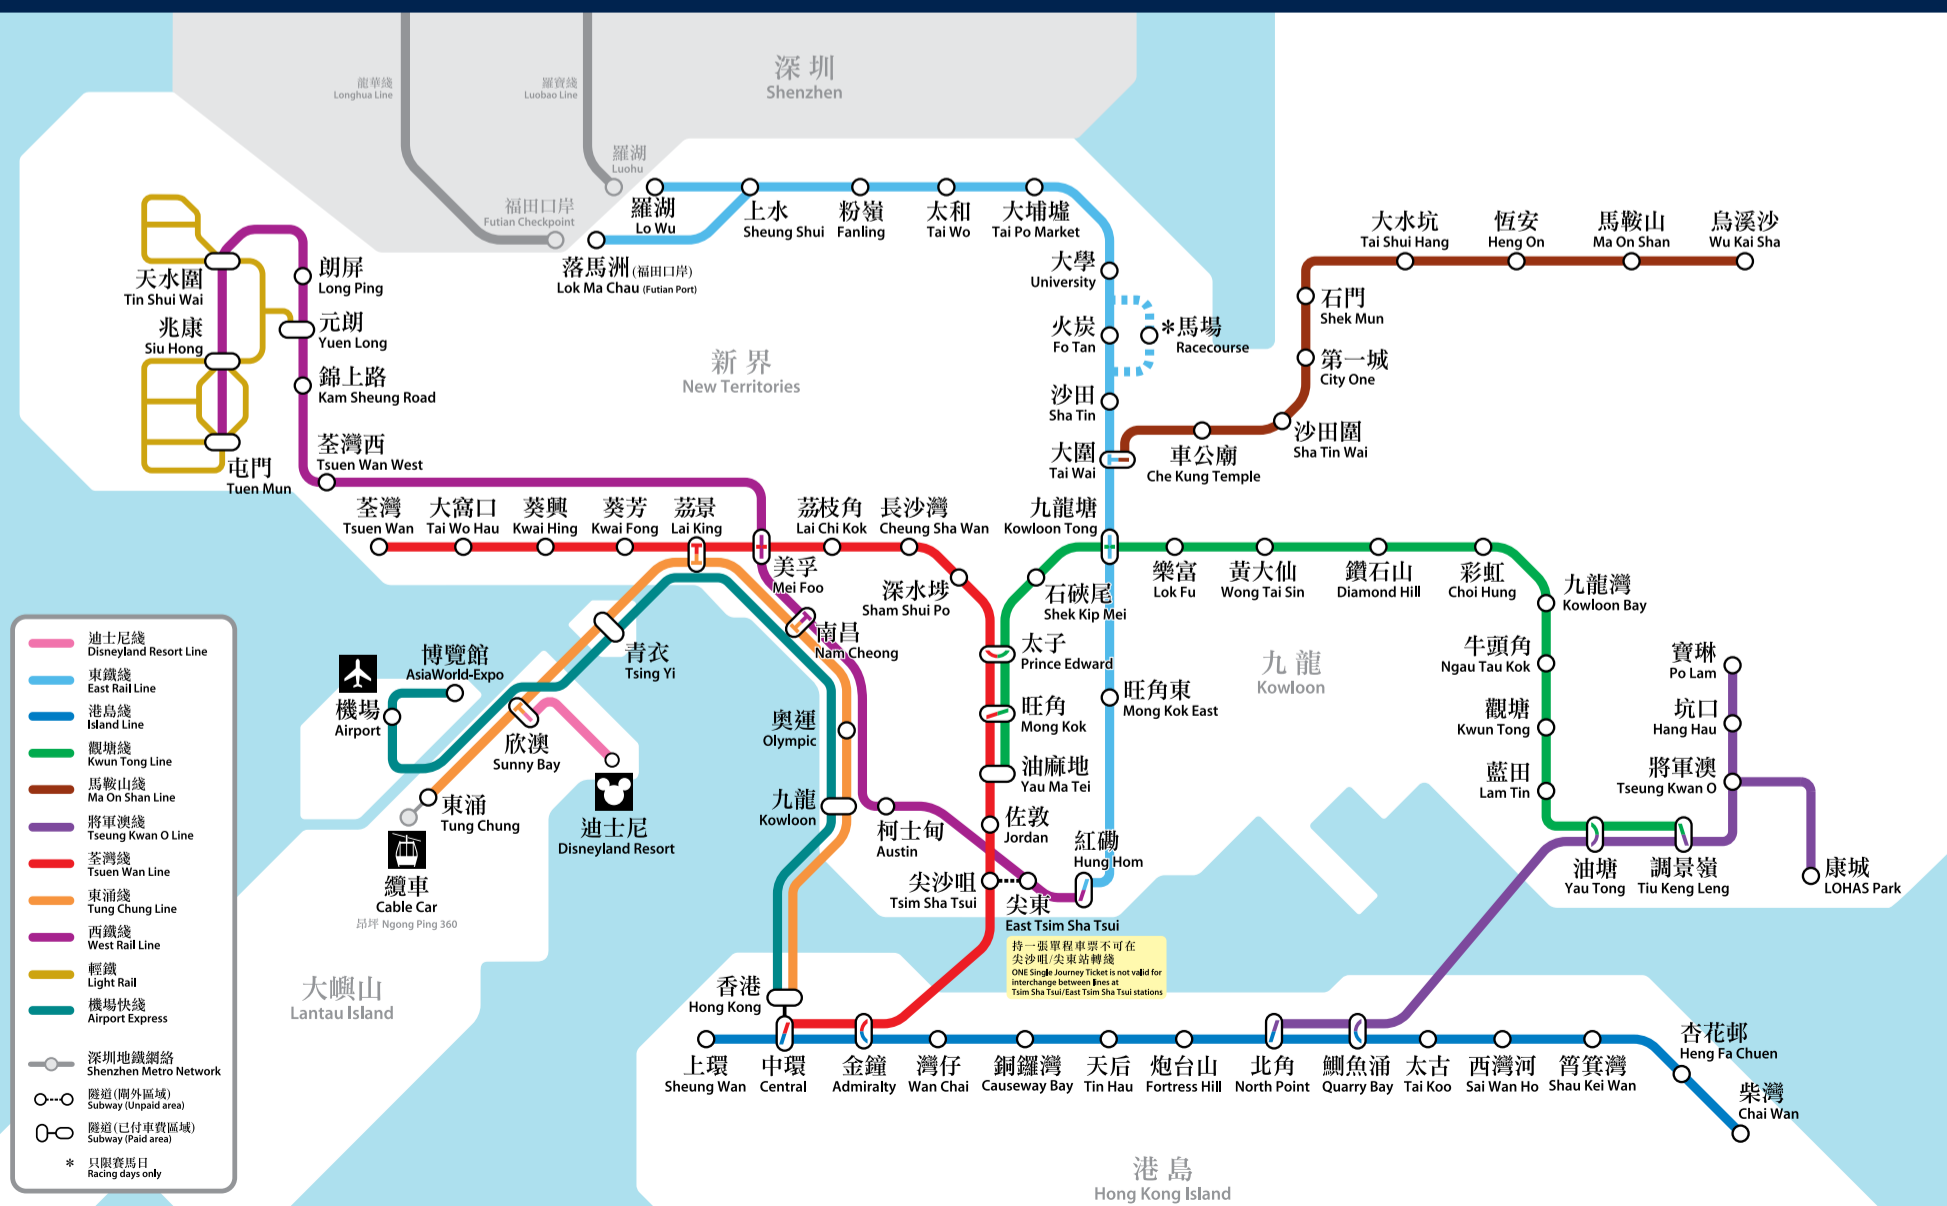 深圳
Shenzhen
龍華綫
Longhua Line
羅寶綫
Luobao Line
羅湖
Luohu
福田口岸
Futian Checkpoint
羅湖
Lo Wu
上水
Sheung Shui
粉嶺
Fanling
太和
Tai Wo
大埔墟
Tai Po Market
落馬洲(福田口岸)
Lok Ma Chau (Futian Port)
大學
University
火炭
Fo Tan
*馬場
Racecourse
沙田
Sha Tin
大圍
Tai Wai
大水坑
Tai Shui Hang
恆安
Heng On
馬鞍山
Ma On Shan
烏溪沙
Wu Kai Sha
石門
Shek Mun
第一城
City One
沙田圍
Sha Tin Wai
車公廟
Che Kung Temple
天水圍
Tin Shui Wai
朗屏
Long Ping
兆康
Siu Hong
元朗
Yuen Long
錦上路
Kam Sheung Road
荃灣西
Tsuen Wan West
屯門
Tuen Mun
新界
New Territories
荃灣
Tsuen Wan
大窩口
Tai Wo Hau
葵興
Kwai Hing
葵芳
Kwai Fong
荔景
Lai King
美孚
Mei Foo
荔枝角
Lai Chi Kok
長沙灣
Cheung Sha Wan
深水埗
Sham Shui Po
九龍塘
Kowloon Tong
石硤尾
Shek Kip Mei
樂富
Lok Fu
黃大仙
Wong Tai Sin
鑽石山
Diamond Hill
彩虹
Choi Hung
九龍灣
Kowloon Bay
牛頭角
Ngau Tau Kok
觀塘
Kwun Tong
藍田
Lam Tin
油塘
Yau Tong
調景嶺
Tiu Keng Leng
寶琳
Po Lam
坑口
Hang Hau
將軍澳
Tseung Kwan O
康城
LOHAS Park
太子
Prince Edward
旺角
Mong Kok
油麻地
Yau Ma Tei
佐敦
Jordan
尖沙咀
Tsim Sha Tsui
尖東
East Tsim Sha Tsui
持一張單程車票不可在
尖沙咀/尖東站轉綫
ONE Single Journey Ticket is not valid for
interchange between lines at
Tsim Sha Tsui/East Tsim Sha Tsui stations
旺角東
Mong Kok East
紅磡
Hung Hom
九龍
Kowloon
南昌
Nam Cheong
奧運
Olympic
九龍
Kowloon
柯士甸
Austin
青衣
Tsing Yi
博覽館
AsiaWorld-Expo
機場
Airport
欣澳
Sunny Bay
東涌
Tung Chung
迪士尼
Disneyland Resort
纜車
Cable Car
昂坪 Ngong Ping 360
大嶼山
Lantau Island
香港
Hong Kong
上環
Sheung Wan
中環
Central
金鐘
Admiralty
灣仔
Wan Chai
銅鑼灣
Causeway Bay
天后
Tin Hau
炮台山
Fortress Hill
北角
North Point
鰂魚涌
Quarry Bay
太古
Tai Koo
西灣河
Sai Wan Ho
筲箕灣
Shau Kei Wan
杏花邨
Heng Fa Chuen
柴灣
Chai Wan
港島
Hong Kong Island
迪士尼綫
Disneyland Resort Line
東鐵綫
East Rail Line
港島綫
Island Line
觀塘綫
Kwun Tong Line
馬鞍山綫
Ma On Shan Line
將軍澳綫
Tseung Kwan O Line
荃灣綫
Tsuen Wan Line
東涌綫
Tung Chung Line
西鐵綫
West Rail Line
輕鐵
Light Rail
機場快綫
Airport Express
深圳地鐵網絡
Shenzhen Metro Network
隧道(閘外區域)
Subway (Unpaid area)
隧道(已付車費區域)
Subway (Paid area)
* 只限賽馬日
Racing days only